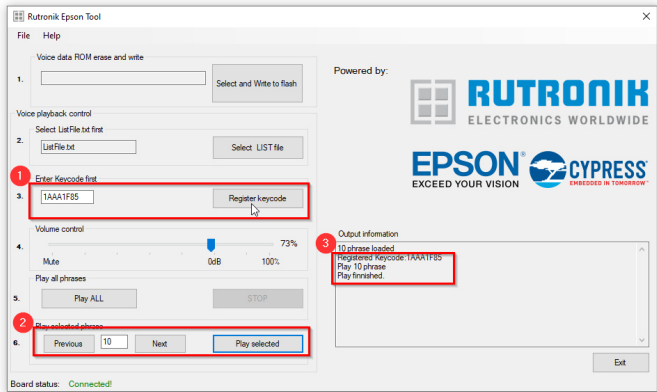 Rutronik Epson Tool
File Help
Voice data ROM erase and write
1.
Select and Write to flash
Voice playback control
Select ListFile.txt first
2.
ListFile.txt
Select LIST file
1
Enter Keycode first
3.
1AAA1F85
Register keycode
Volume control
4.
73%
Mute 0dB 100%
Play all phrases
5.
Play ALL
STOP
2
Play selected phrase
6.
Previous
10
Next
Play selected
Board status: Connected!
Powered by:
RUTRONIK
ELECTRONICS WORLDWIDE
EPSON
EXCEED YOUR VISION
CYPRESS
EMBEDDED IN TOMORROW
Output information
3
10 phrase loaded
Registered Keycode:1AAA1F85
Play 10 phrase
Play finnished.
Exit